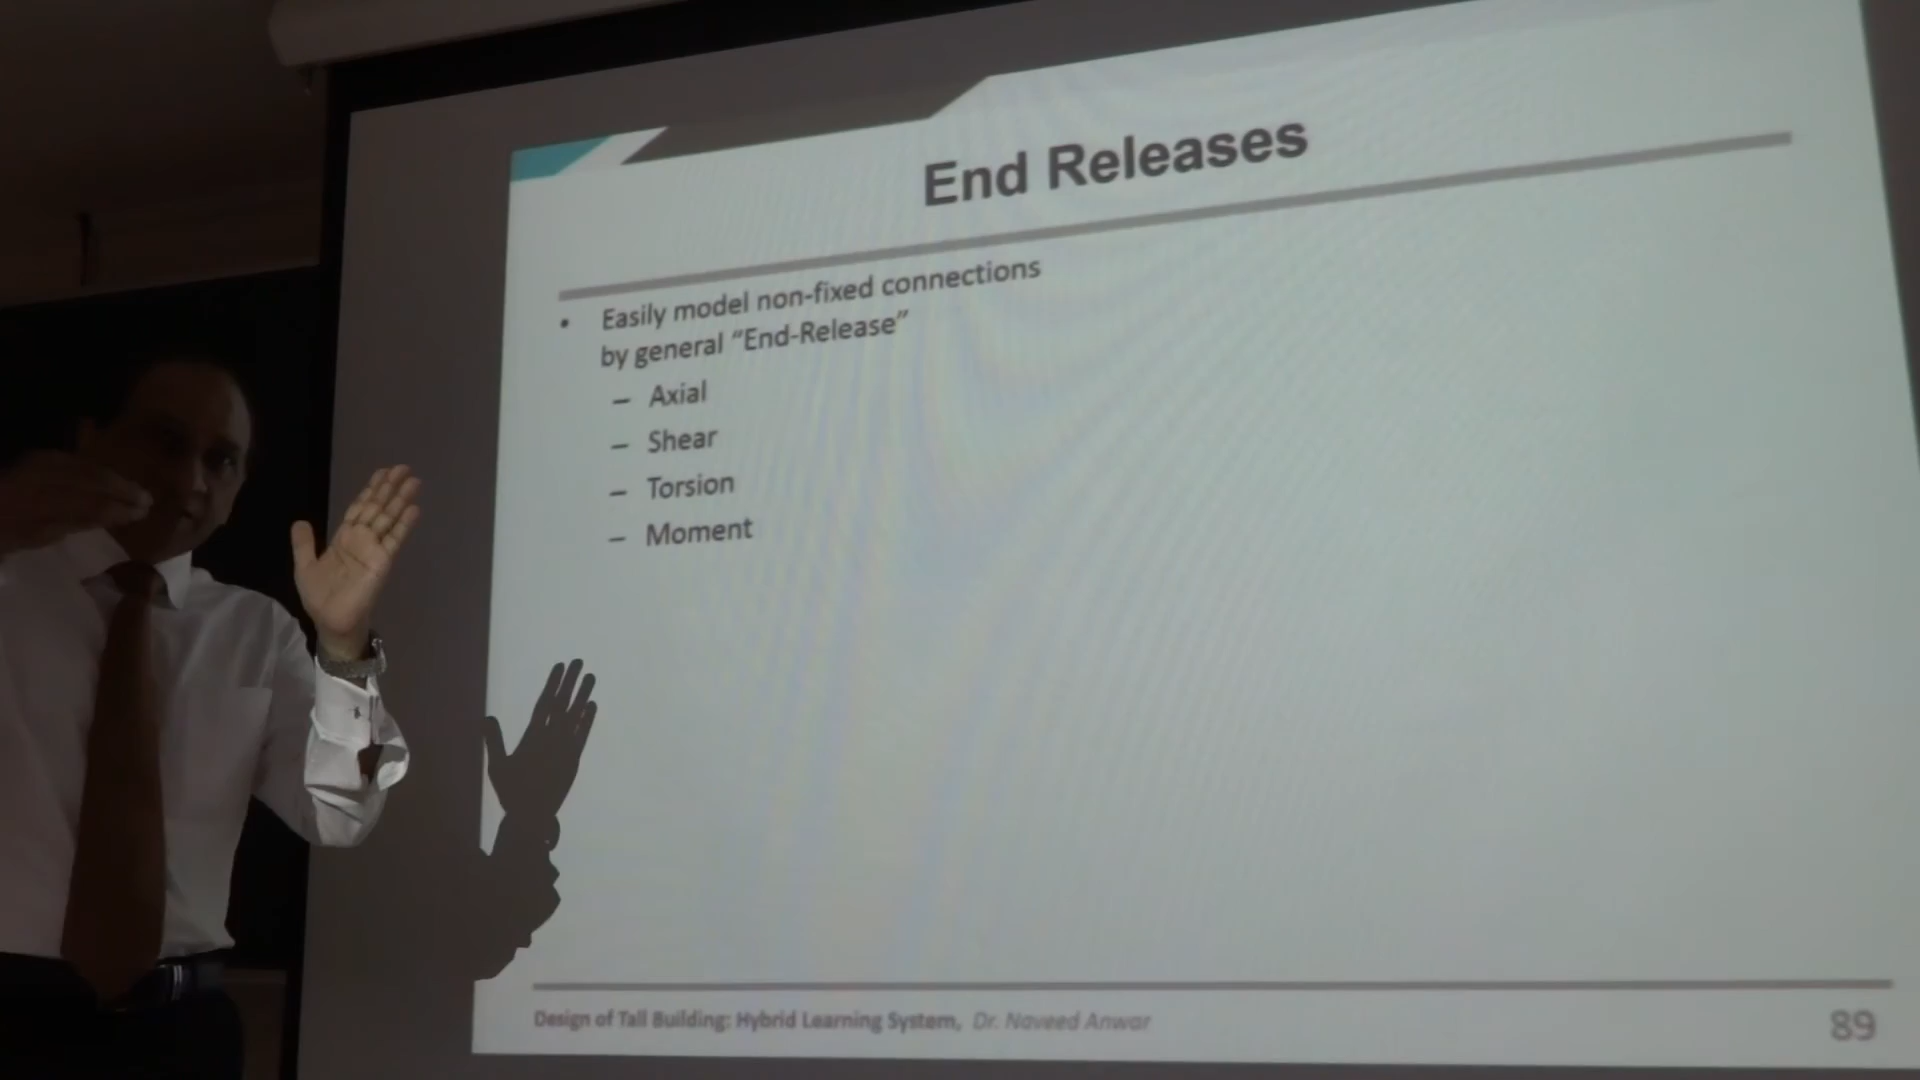 End Releases
• Easily model non-fixed connections
by general “End-Release”
– Axial
– Shear
– Torsion
– Moment
Design of Tall Building: Hybrid Learning System, Dr. Naveed Anwar
89